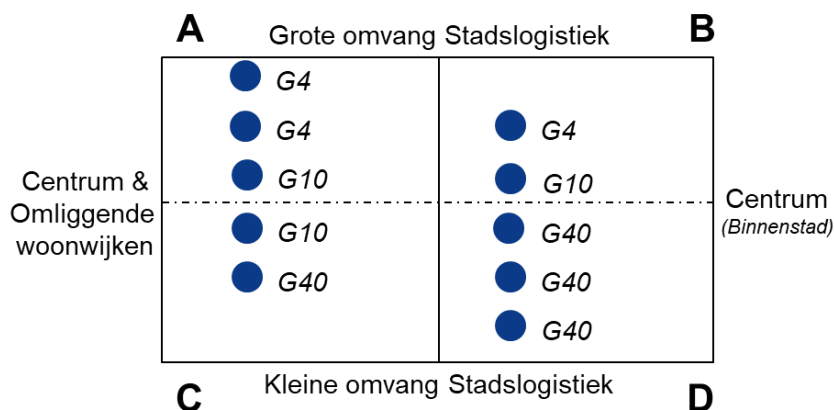 A
Grote omvang Stadslogistiek
B
G4
G4
G4
G10
G10
Centrum &
Omliggende
woonwijken
Centrum
(Binnenstad)
G10
G40
G40
G40
G40
C
Kleine omvang Stadslogistiek
D